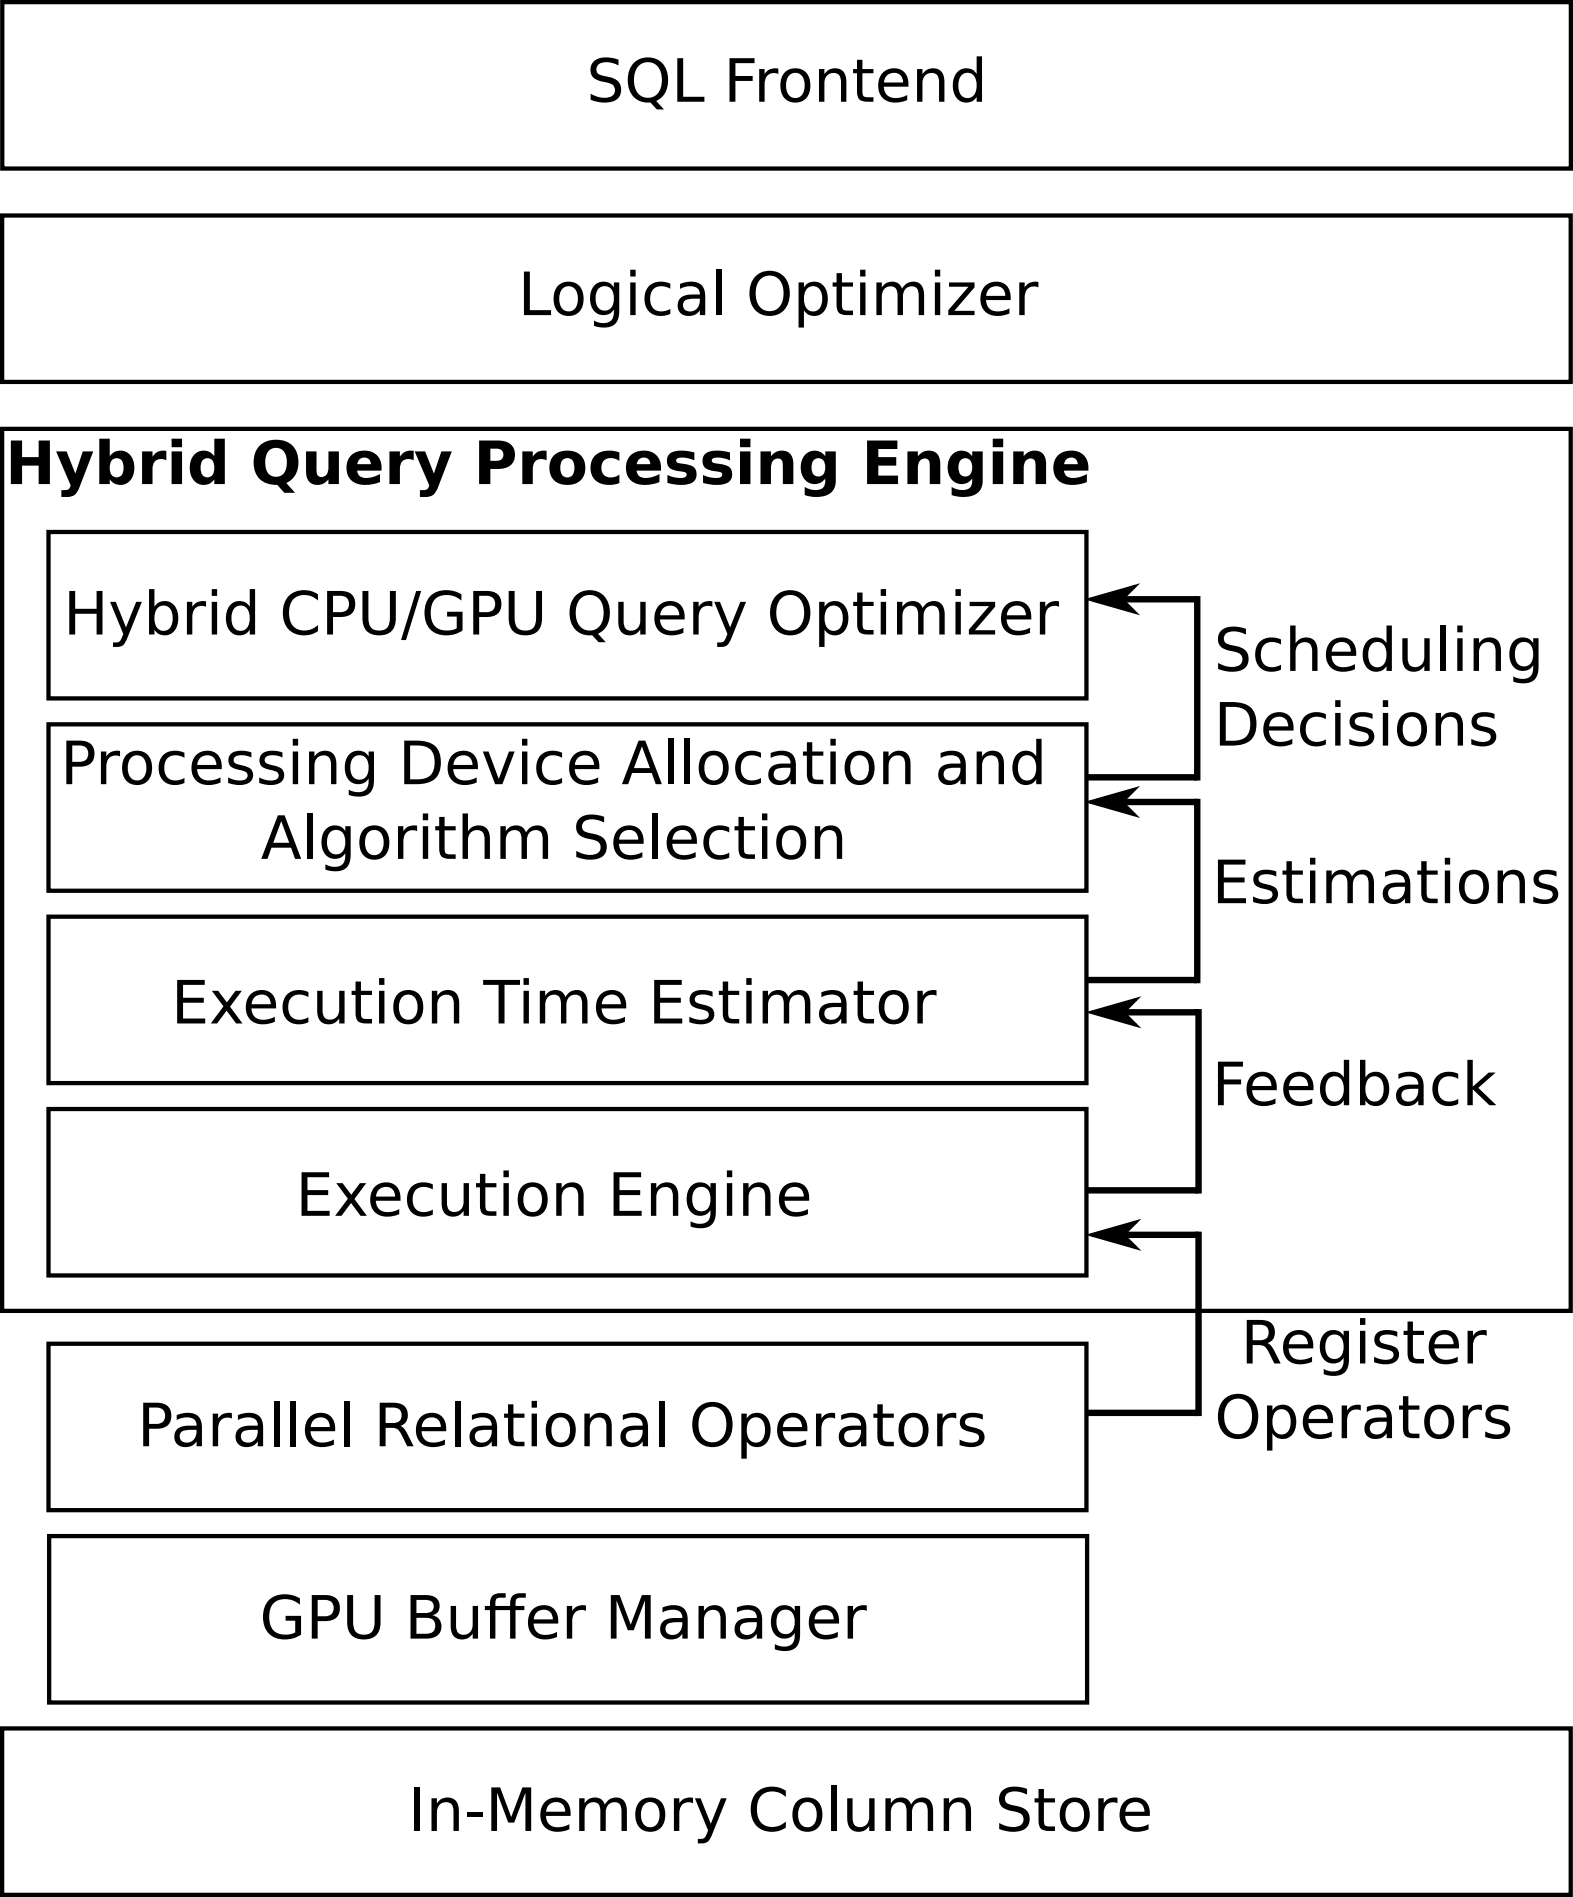 SQL Frontend
Logical Optimizer
Hybrid Query Processing Engine
Hybrid CPU/GPU Query Optimizer
Scheduling
Decisions
Processing Device Allocation and
Algorithm Selection
Estimations
Execution Time Estimator
Feedback
Execution Engine
Register
Operators
Parallel Relational Operators
GPU Buffer Manager
In-Memory Column Store